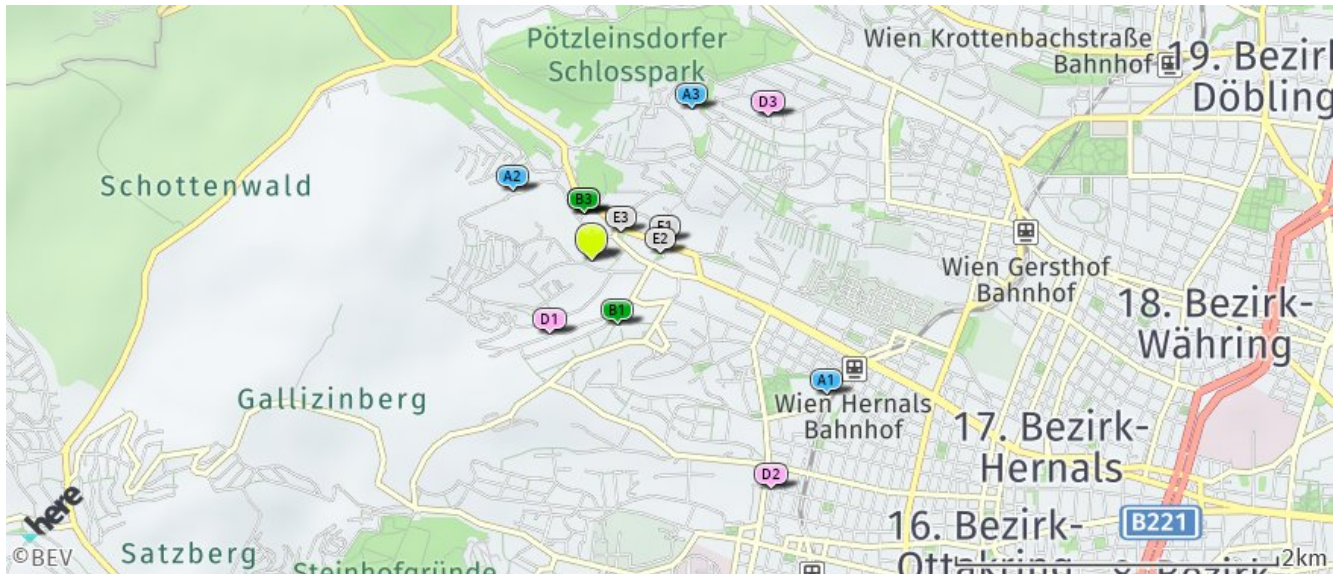 Pötzleinsdorfer
Schlosspark
Wien Krottenbachstraße
Bahnhof
19. Bezirk
Döbling
A3
D3
Schottenwald
A2
B3
E3
E1
E2
Wien Gersthof
Bahnhof
18. Bezirk-
Währing
D1
B1
Gallizinberg
A1
Wien Hernals
Bahnhof
17. Bezirk-
Hernals
D2
here
©BEV
Satzberg
Steinhofgründe
16. Bezirk-
Ottakring
B221
2km